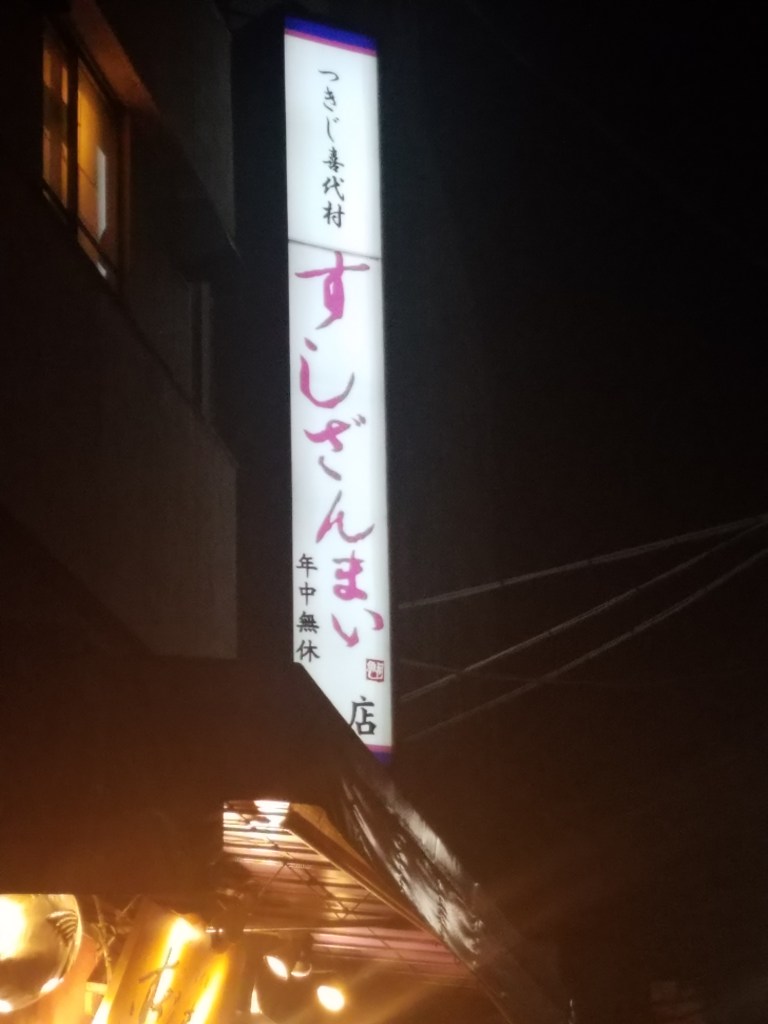 つきじ喜代村
すしざんまい
年中無休
店